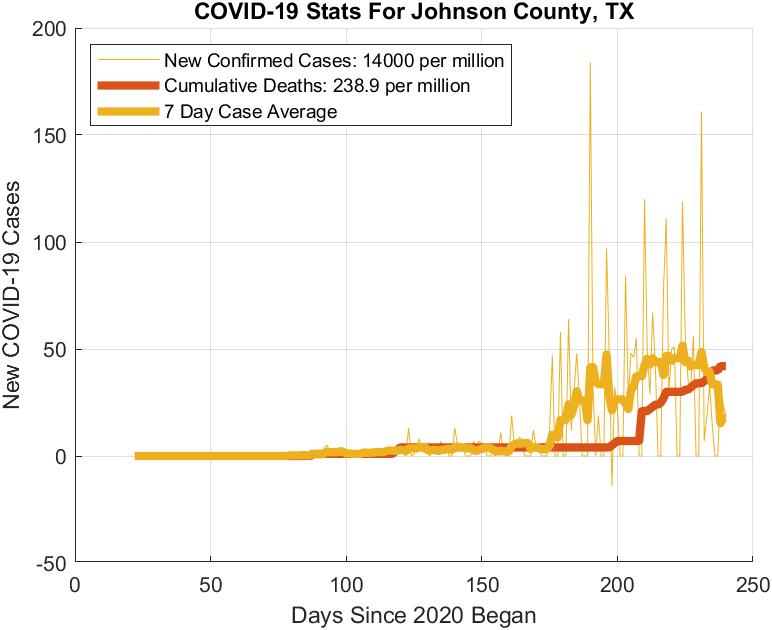 COVID-19 Stats For Johnson County, TX
200
New Confirmed Cases: 14000 per million
Cumulative Deaths: 238.9 per million
7 Day Case Average
150
100
50
0
-50
New COVID-19 Cases
0 50 100 150 200 250
Days Since 2020 Began